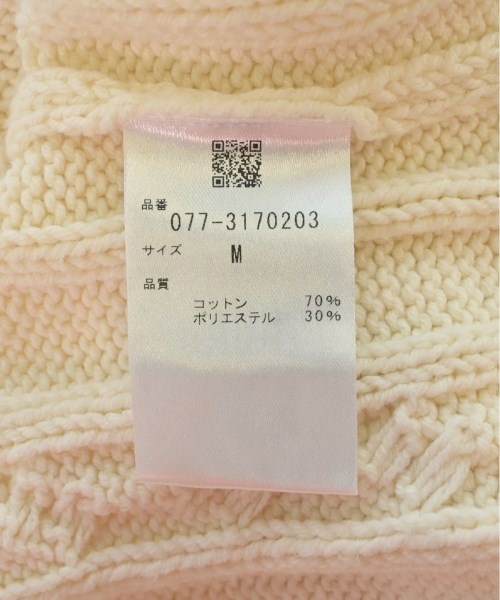 品番
077-3170203
サイズ M
品質
コットン 70%
ポリエステル 30%